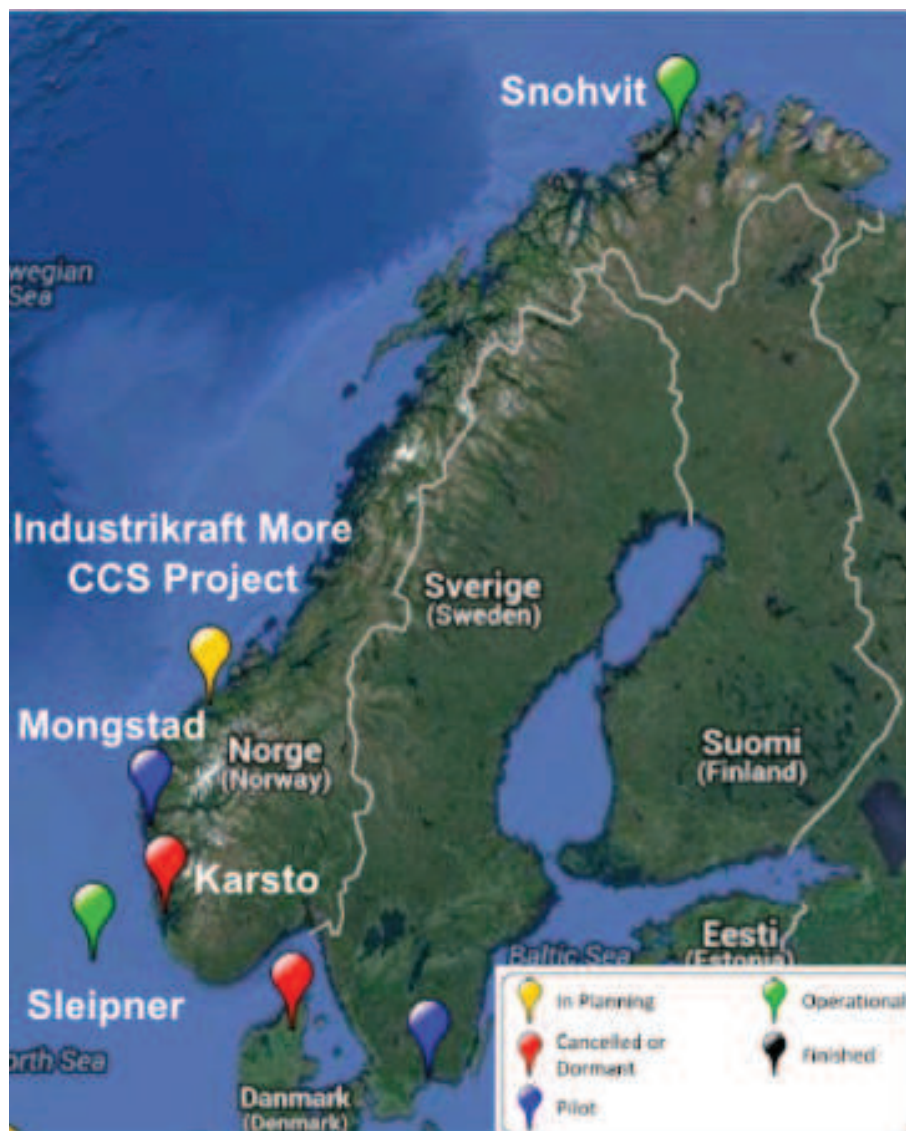 Snohvit
wegian
Sea
Industrikraft More
CCS Project
Sverige
(Sweden)
Mongstad
Norge
(Norway)
Suomi
(Finland)
Karsto
Eesti
(Estonia)
Baltic Sea
Sleipner
orth Sea
Danmark
(Denmark)
In Planning
Cancelled or
Dormant
Pilot
Operational
Finished